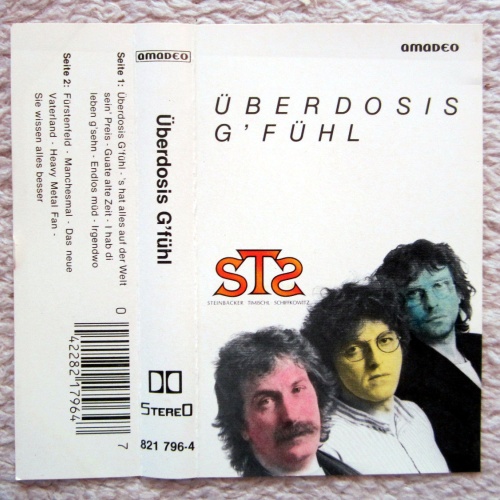 Seite 1: Überdosis G'fühl · 's hat alles auf der Welt
sein' Preis · Guate alte Zeit · I hab di
leben g'sehn · Endlos müd · Irgendwo
Seite 2: Fürstenfeld · Manchesmal · Das neue
Vaterland · Heavy Metal Fan ·
Sie wissen alles besser
0 42282 17964 7
amadeo
Überdosis G'fühl
STEREO
821 796-4
amadeo
ÜBERDOSIS
G'FÜHL
STS
STEINBÄCKER TIMISCHL SCHIFFKOWITZ